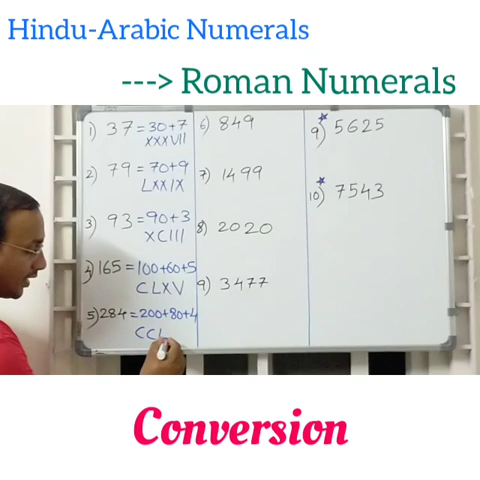 Hindu-Arabic Numerals
---> Roman Numerals
1) 37 = 30+7
XXXVII
2) 79 = 70+9
LXXIX
3) 93 = 90+3
XCIII
4) 165 = 100+60+5
CLXV
5) 284 = 200+80+4
CCL
6) 849
7) 1499
8) 2020
9) 3477
9) 5625
10) 7543
Conversion